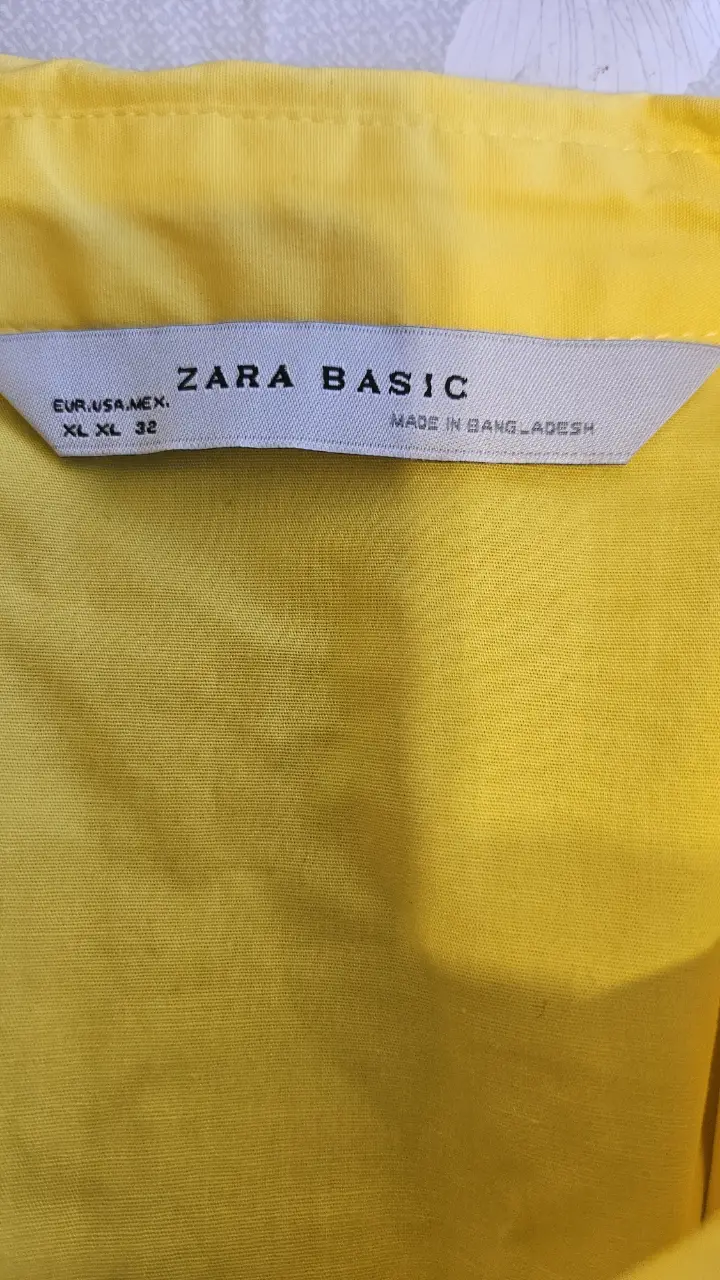 ZARA BASIC
EUR.USA.MEX.
XL XL 32
MADE IN BANGLADESH